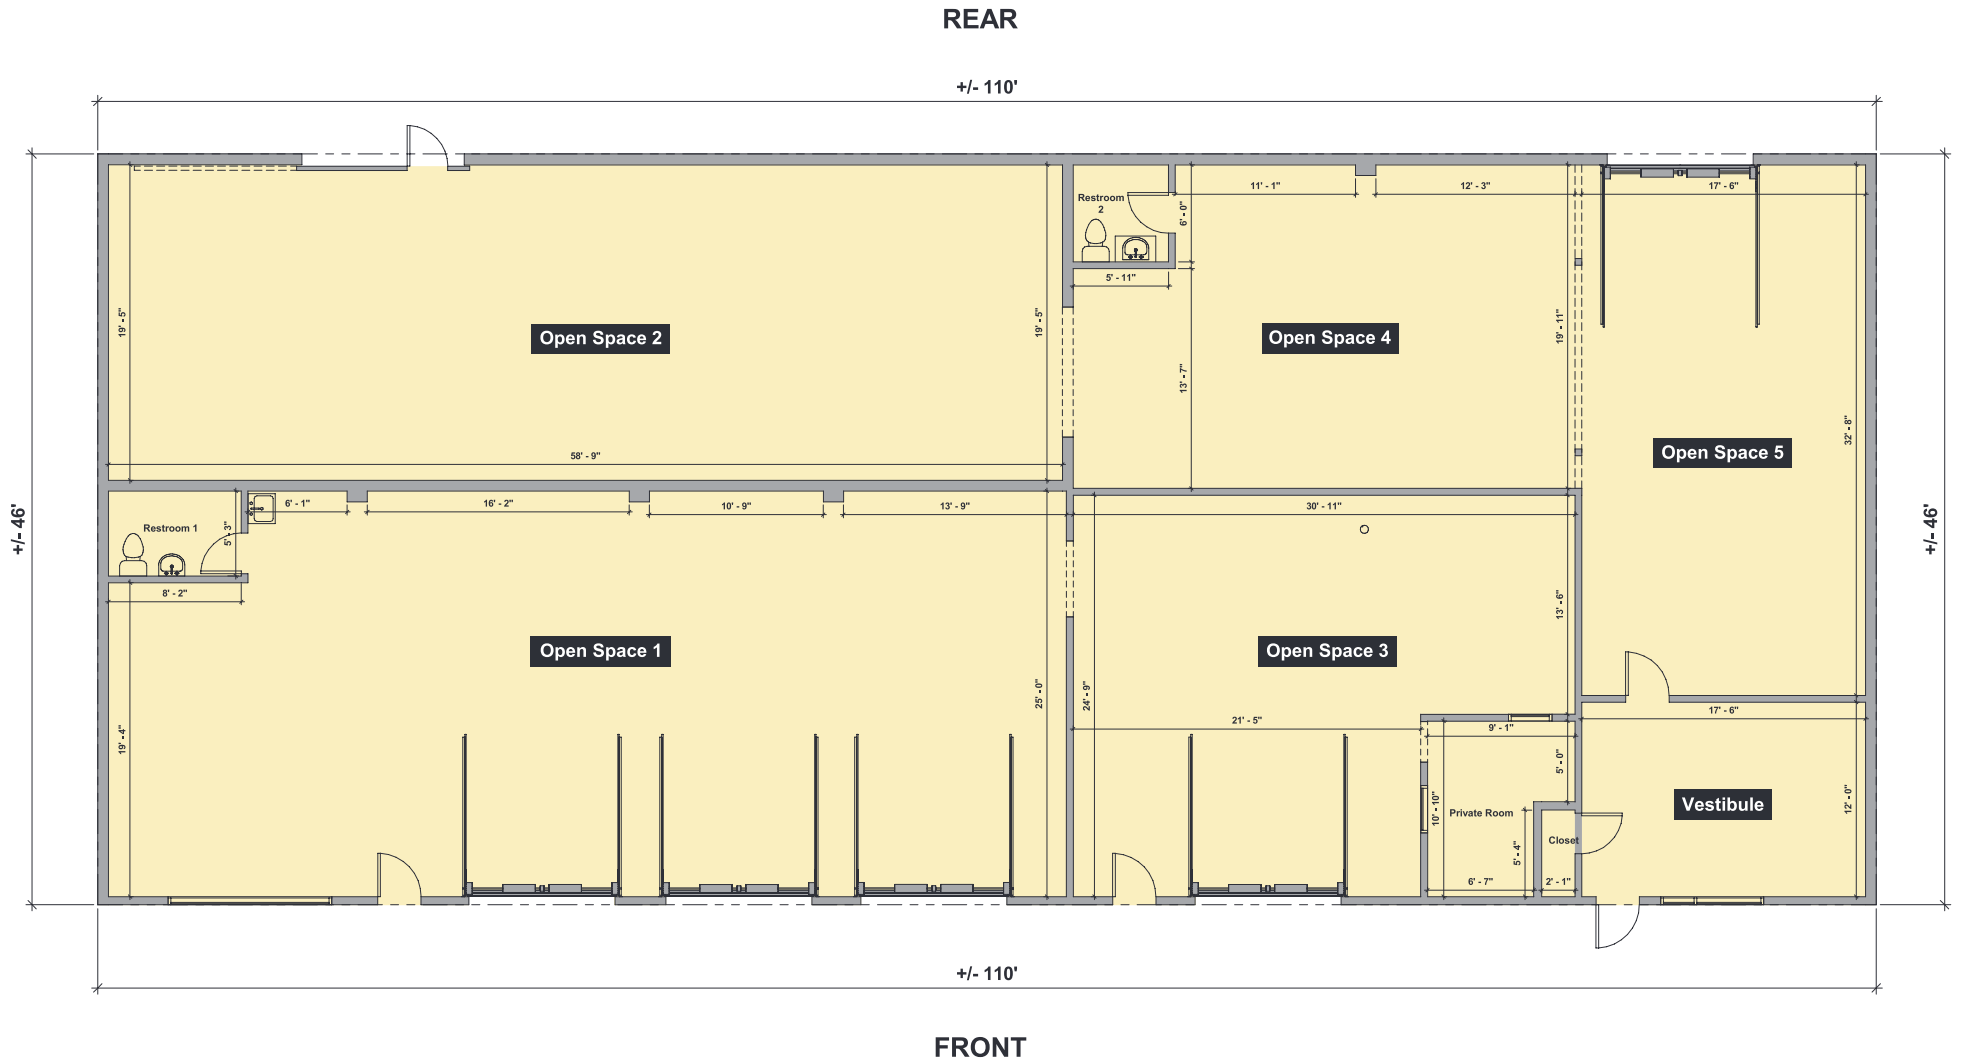 REAR
+/- 110'
11' - 1"
12' - 3"
17' - 6"
Restroom
2
6' - 0"
5' - 11"
19' - 5"
Open Space 2
19' - 5"
Open Space 4
19' - 11"
13' - 7"
32' - 8"
Open Space 5
58' - 9"
+/- 46'
6' - 1"
16' - 2"
10' - 9"
13' - 9"
30' - 11"
+/- 46'
Restroom 1
5' - 3"
8' - 2"
13' - 6"
Open Space 1
Open Space 3
25' - 0"
24' - 9"
17' - 6"
21' - 5"
9' - 1"
19' - 4"
5' - 0"
Vestibule
12' - 0"
10' - 10"
Private Room
Closet
5' - 4"
6' - 7"
2' - 1"
+/- 110'
FRONT